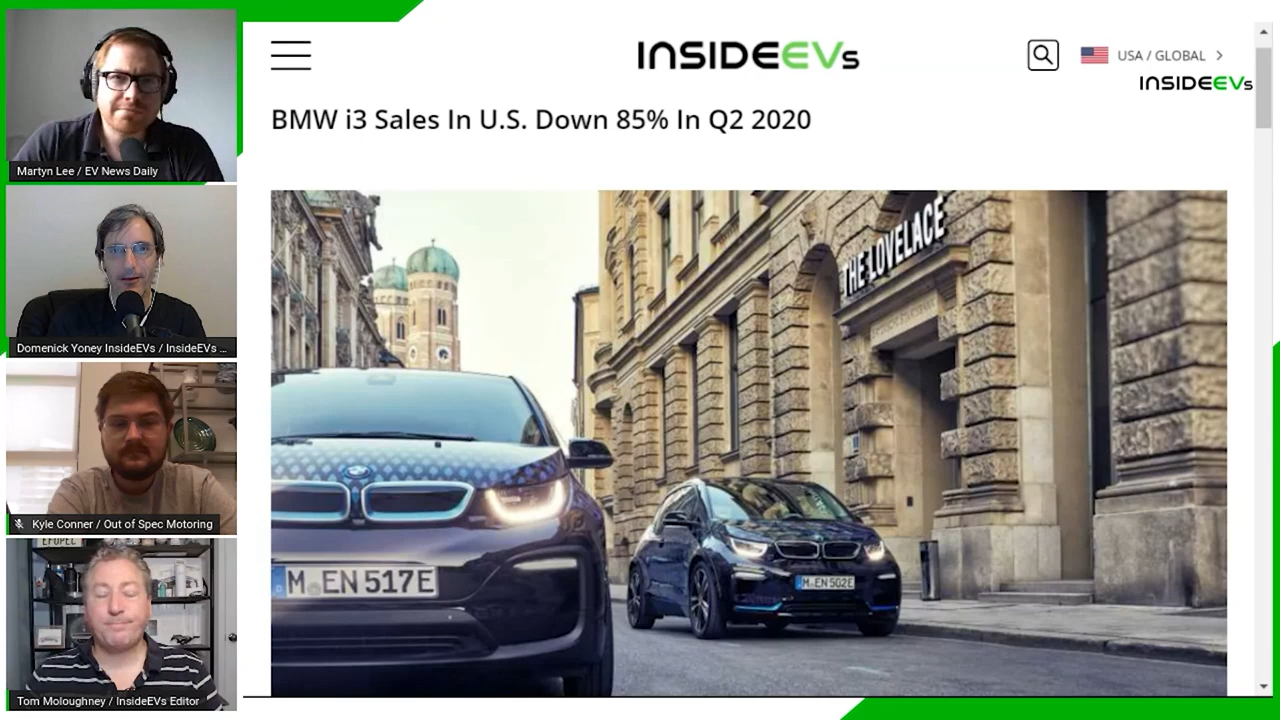 INSIDEEVs
USA / GLOBAL
INSIDEEVs
BMW i3 Sales In U.S. Down 85% In Q2 2020
THE LOVELACE
M EN 517E
M EN 502E
Martyn Lee / EV News Daily
Domenick Yoney InsideEVs / InsideEVs ...
Kyle Conner / Out of Spec Motoring
Tom Moloughney / InsideEVs Editor